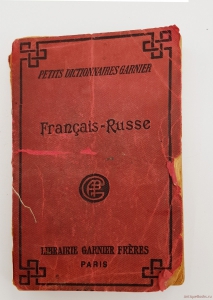 PETITS DICTIONNAIRES GARNIER
Français-Russe
LIBRAIRIE GARNIER FRÈRES
PARIS